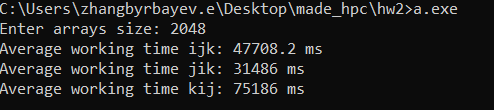 C:\Users\zhangbyrbayev.e\Desktop\made_hpc\hw2>a.exe
Enter arrays size: 2048
Average working time ijk: 47708.2 ms
Average working time jik: 31486 ms
Average working time kij: 75186 ms